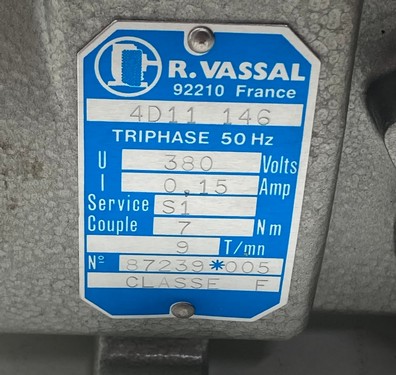 R. VASSAL
92210 France
4D11 146
TRIPHASE 50 Hz
U 380 Volts
I 0,15 Amp
Service S1
Couple 7 Nm
9 T/mn
Nº 87239*005
CLASSE F